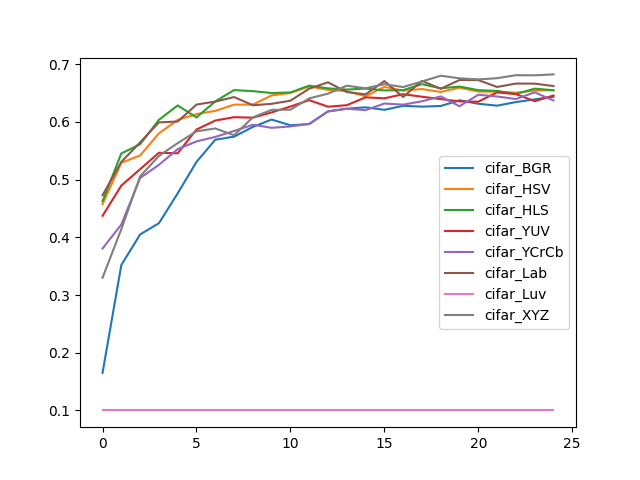 0.7
0.6
0.5
0.4
0.3
0.2
0.1
0 5 10 15 20 25
cifar_BGR
cifar_HSV
cifar_HLS
cifar_YUV
cifar_YCrCb
cifar_Lab
cifar_Luv
cifar_XYZ